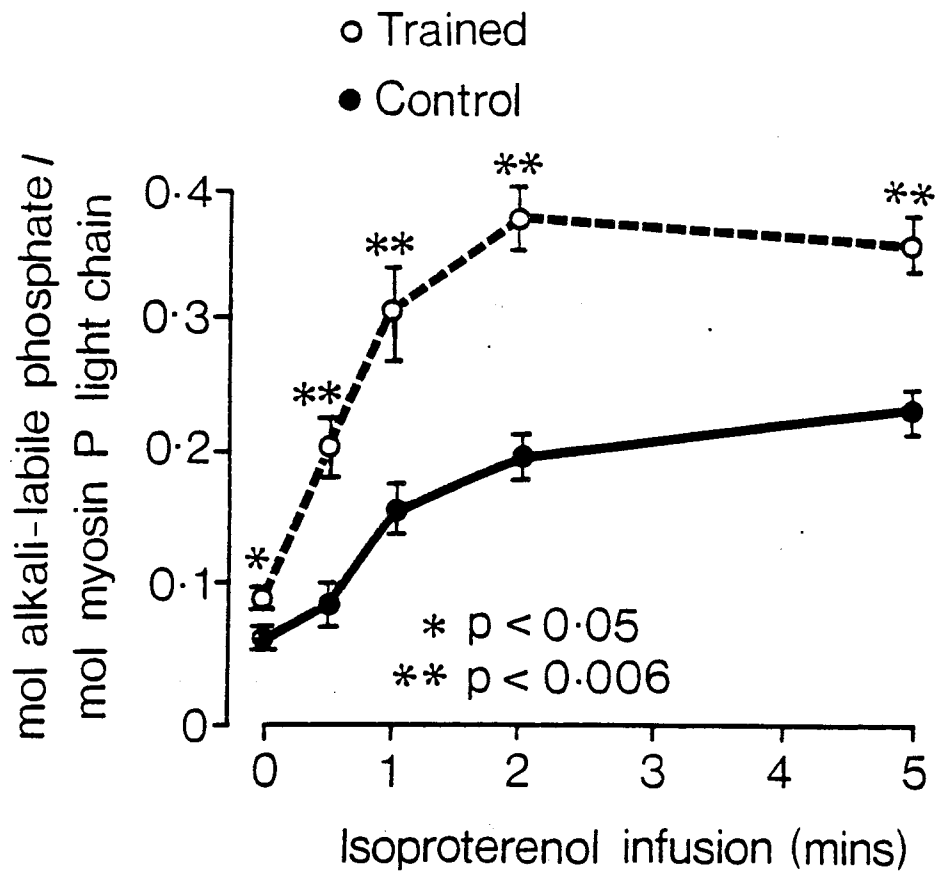 Trained
Control
mol alkali-labile phosphate/
mol myosin P light chain
0·4
0·3
0·2
0·1
0
**
**
**
**
*
* p < 0·05
** p < 0·006
0 1 2 3 4 5
Isoproterenol infusion (mins)